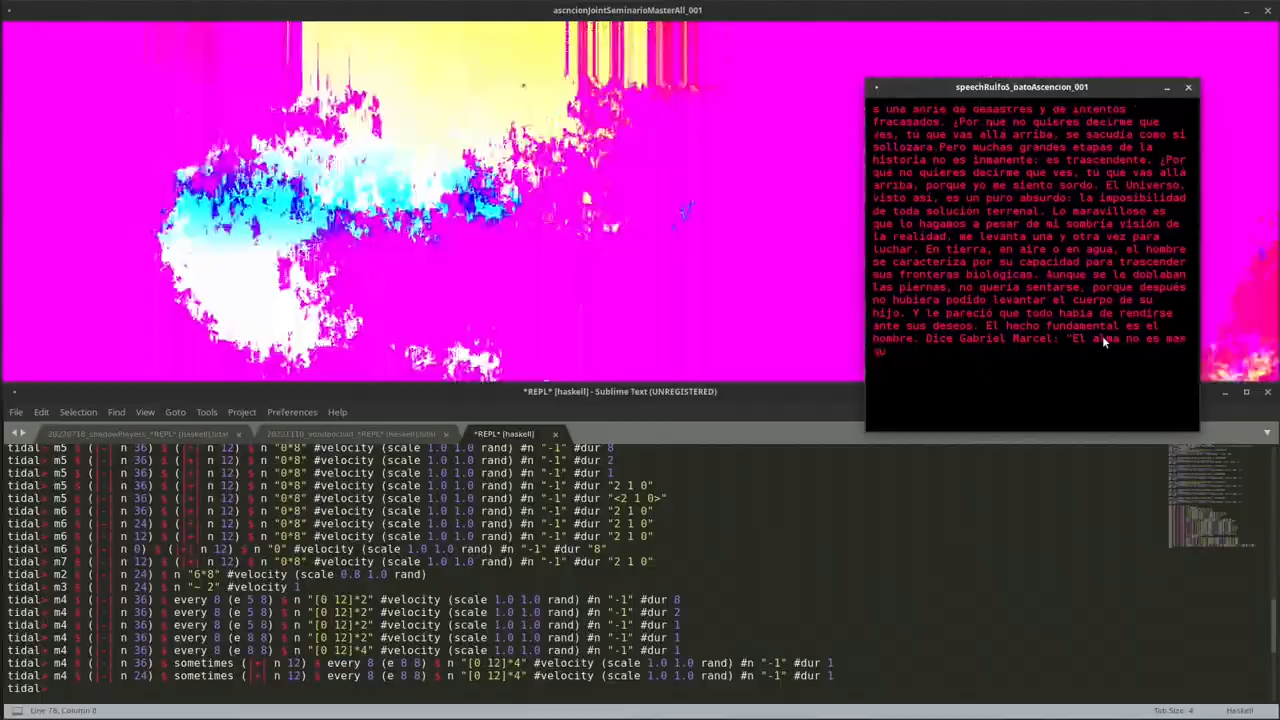 ascncionJointSeminarioMasterAll_001
speechRulfoS_patoAscencion_001
s una serie de desastres y de intentos
fracasados. ¿Por que no quieres decirme que
ves, tú que vas allá arriba, se sacudía como si
sollozara Pero muchas grandes etapas de la
historia no es inmanente: es trascendente. ¿Por
qué no quieres decirme que ves, tú que vas allá
arriba, porque yo me siento sordo. El Universo,
visto así, es un puro absurdo: la imposibilidad
de toda solución terrenal. Lo maravilloso es
que lo hagamos a pesar de mi sombría visión de
la realidad, me levanta una y otra vez para
luchar. En tierra, en aire o en agua, el hombre
se caracteriza por su capacidad para trascender
sus fronteras biológicas. Aunque se le doblaban
las piernas, no quería sentarse, porque después
no hubiera podido levantar el cuerpo de su
hijo. Y le pareció que todo había de rendirse
ante sus deseos. El hecho fundamental es el
hombre. Dice Gabriel Marcel: "El alma no es mas
qu
*REPL* [haskell] - Sublime Text (UNREGISTERED)
File Edit Selection Find View Goto Tools Project Preferences Help
20220718_shadowPlayers_*REPL* [haskell].tidal *REPL* [haskell].tidal *REPL* [haskell]
tidal> m5 $ (|-| n 36) $ (|-| n 12) $ n "0*8" #velocity (scale 1.0 1.0 rand) #n "-1" #dur 8
tidal> m5 $ (|-| n 36) $ (|+| n 12) $ n "0*8" #velocity (scale 1.0 1.0 rand) #n "-1" #dur 2
tidal> m5 $ (|-| n 36) $ (|+| n 12) $ n "0*8" #velocity (scale 1.0 1.0 rand) #n "-1" #dur 1
tidal> m5 $ (|-| n 36) $ (|+| n 12) $ n "0*8" #velocity (scale 1.0 1.0 rand) #n "-1" #dur "2 1 0"
tidal> m5 $ (|-| n 36) $ (|+| n 12) $ n "0*8" #velocity (scale 1.0 1.0 rand) #n "-1" #dur "<2 1 0>"
tidal> m6 $ (|-| n 36) $ (|+| n 12) $ n "0*8" #velocity (scale 1.0 1.0 rand) #n "-1" #dur "2 1 0"
tidal> m6 $ (|-| n 24) $ (|+| n 12) $ n "0*8" #velocity (scale 1.0 1.0 rand) #n "-1" #dur "2 1 0"
tidal> m6 $ (|-| n 12) $ (|+| n 12) $ n "0*8" #velocity (scale 1.0 1.0 rand) #n "-1" #dur "2 1 0"
tidal> m6 $ (|-| n 0) $ (|+| n 12) $ n "0" #velocity (scale 1.0 1.0 rand) #n "-1" #dur "8"
tidal> m7 $ (|-| n 12) $ (|+| n 12) $ n "0*8" #velocity (scale 1.0 1.0 rand) #n "-1" #dur "2 1 0"
tidal> m2 $ (|-| n 24) $ n "6*8" #velocity (scale 0.8 1.0 rand)
tidal> m3 $ (|-| n 24) $ n "~ 2" #velocity 1
tidal> m4 $ (|-| n 36) $ every 8 (e 5 8) $ n "[0 12]*2" #velocity (scale 1.0 1.0 rand) #n "-1" #dur 8
tidal> m4 $ (|-| n 36) $ every 8 (e 5 8) $ n "[0 12]*2" #velocity (scale 1.0 1.0 rand) #n "-1" #dur 2
tidal> m4 $ (|-| n 36) $ every 8 (e 5 8) $ n "[0 12]*2" #velocity (scale 1.0 1.0 rand) #n "-1" #dur 1
tidal> m4 $ (|-| n 36) $ every 8 (e 8 8) $ n "[0 12]*4" #velocity (scale 1.0 1.0 rand) #n "-1" #dur 1
tidal> m4 $ (|-| n 36) $ every 8 (e 8 8) $ n "[0 12]*4" #velocity (scale 1.0 1.0 rand) #n "-1" #dur 1
tidal> m4 $ (|-| n 36) $ sometimes (|+| n 12) $ every 8 (e 8 8) $ n "[0 12]*4" #velocity (scale 1.0 1.0 rand) #n "-1" #dur 1
tidal> m4 $ (|-| n 24) $ sometimes (|+| n 12) $ every 8 (e 8 8) $ n "[0 12]*4" #velocity (scale 1.0 1.0 rand) #n "-1" #dur 1
tidal>
Line 76, Column 8 Tab Size: 4 Haskell